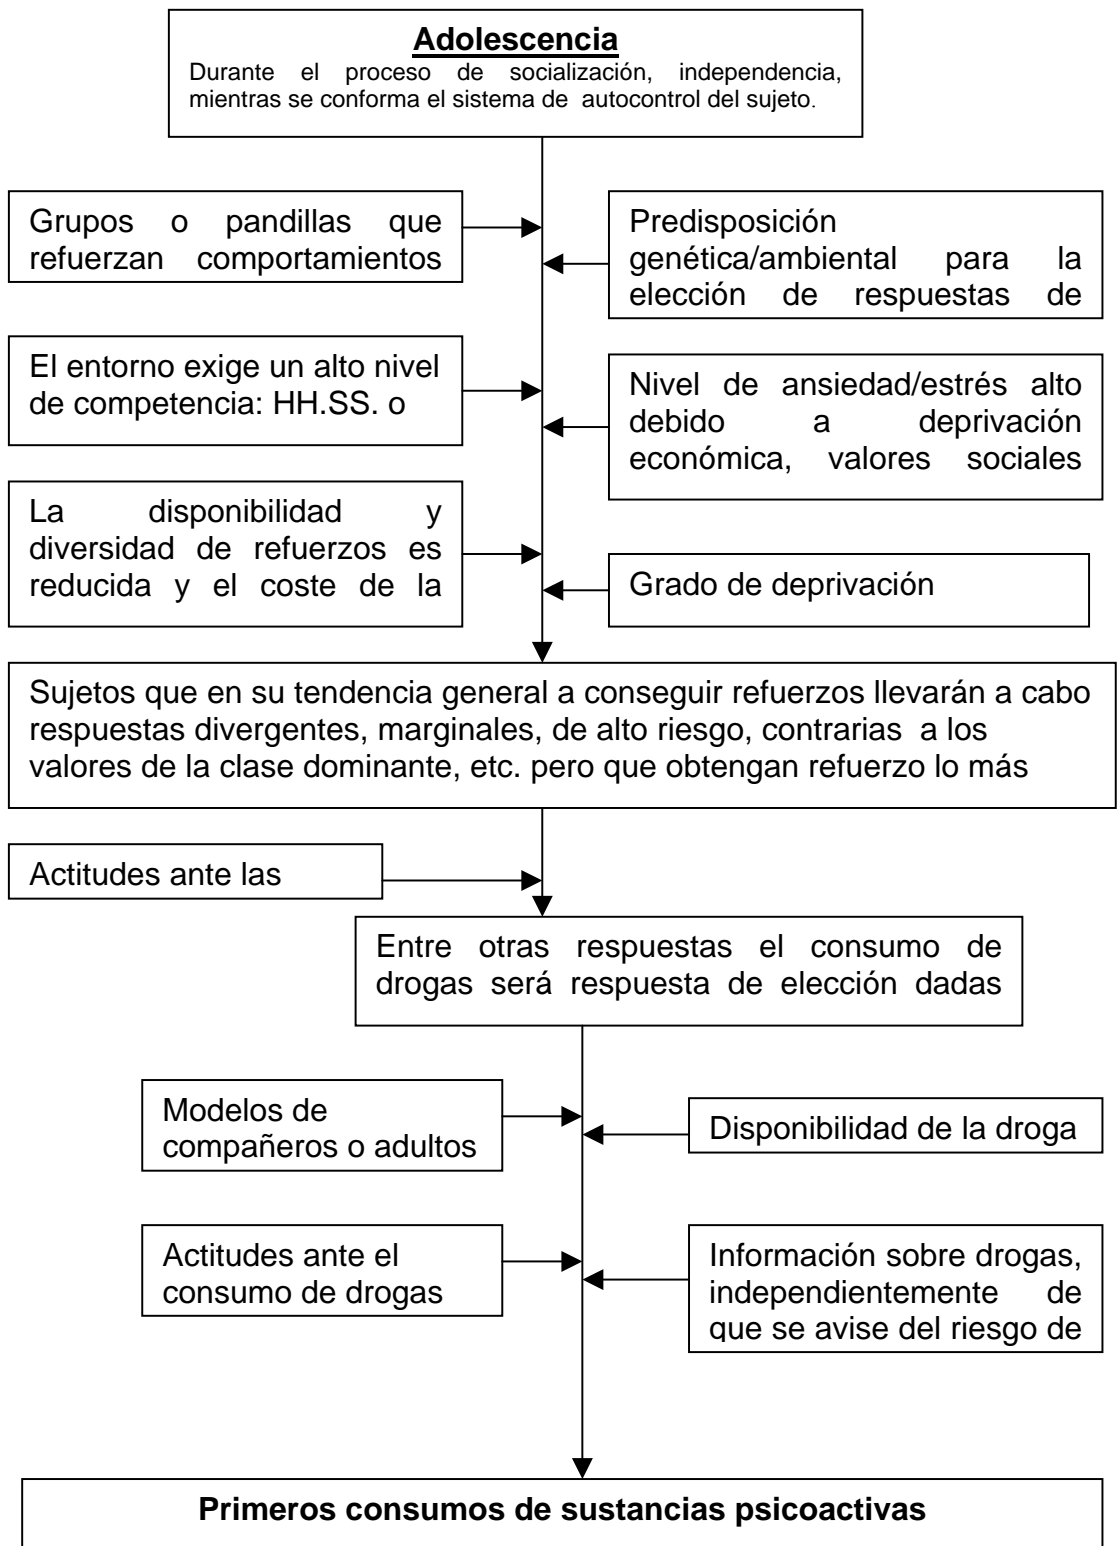 Adolescencia
Durante el proceso de socialización, independencia,
mientras se conforma el sistema de autocontrol del sujeto.
Grupos o pandillas que
refuerzan comportamientos
Predisposición
genética/ambiental para la
elección de respuestas de
El entorno exige un alto nivel
de competencia: HH.SS. o
Nivel de ansiedad/estrés alto
debido a deprivación
económica, valores sociales
La disponibilidad y
diversidad de refuerzos es
reducida y el coste de la
Grado de deprivación
Sujetos que en su tendencia general a conseguir refuerzos llevarán a cabo
respuestas divergentes, marginales, de alto riesgo, contrarias a los
valores de la clase dominante, etc. pero que obtengan refuerzo lo más
Actitudes ante las
Entre otras respuestas el consumo de
drogas será respuesta de elección dadas
Modelos de
compañeros o adultos
Disponibilidad de la droga
Actitudes ante el
consumo de drogas
Información sobre drogas,
independientemente de
que se avise del riesgo de
Primeros consumos de sustancias psicoactivas